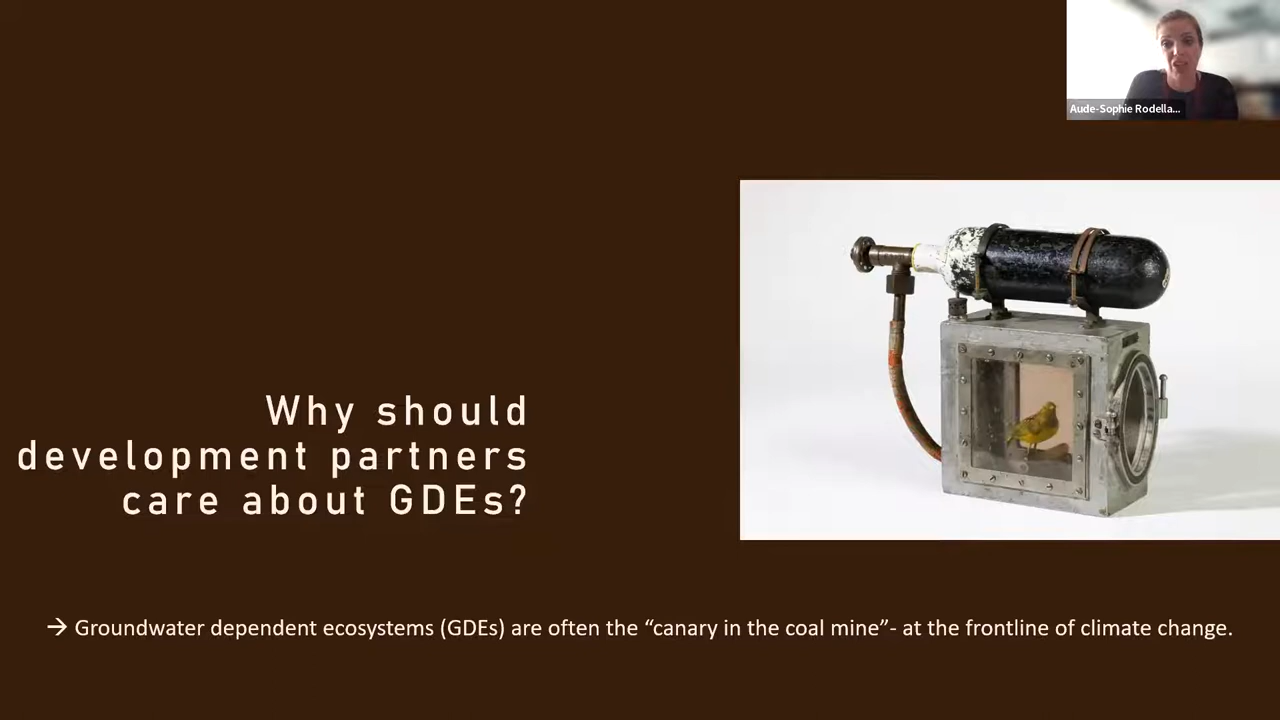 Aude-Sophie Rodella...
Why should
development partners
care about GDEs?
→ Groundwater dependent ecosystems (GDEs) are often the “canary in the coal mine”- at the frontline of climate change.